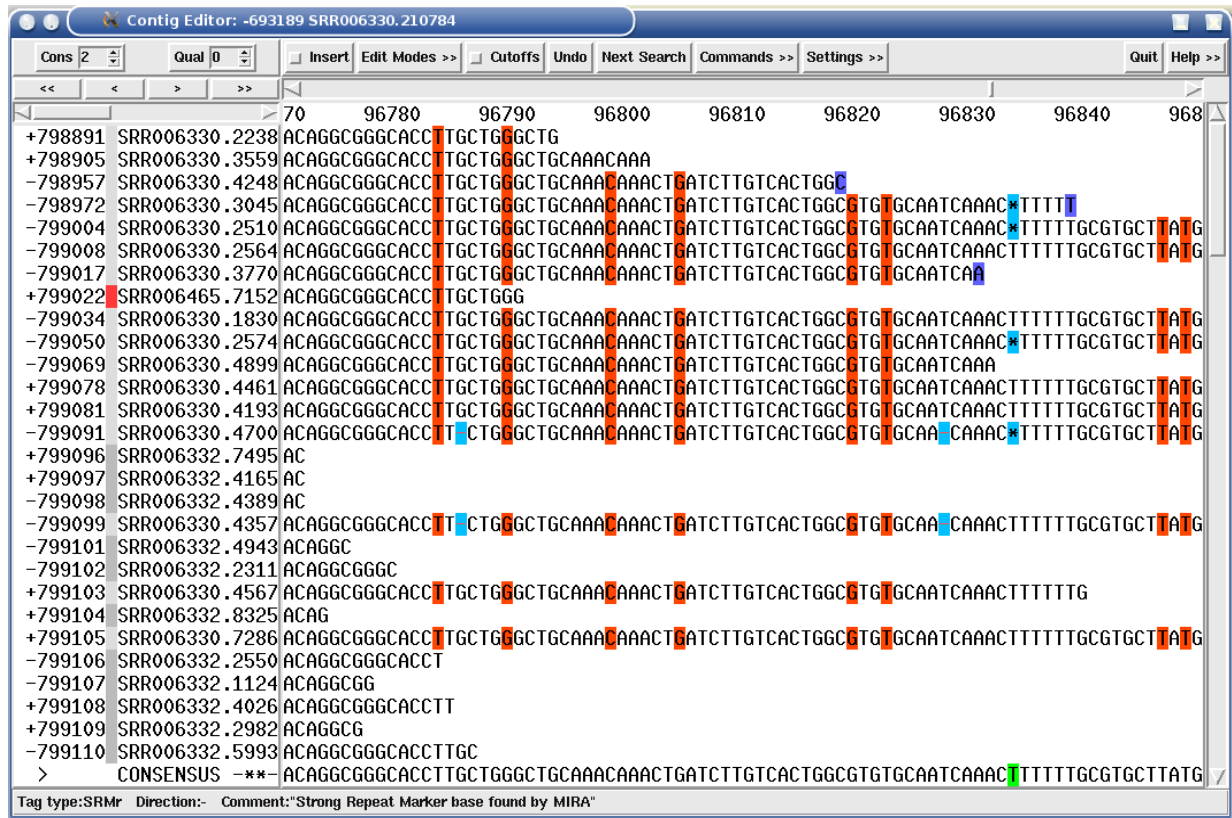 Contig Editor: -693189 SRR006330.210784
Cons 2 Qual 0 Insert Edit Modes >> Cutoffs Undo Next Search Commands >> Settings >> Quit Help >>
<< < > >>
70 96780 96790 96800 96810 96820 96830 96840 968
+798891 SRR006330.2238 ACAGGCGGGCACCTTGCTGGGCTG
+798905 SRR006330.3559 ACAGGCGGGCACCTTGCTGGGCTGCAAACAAA
-798957 SRR006330.4248 ACAGGCGGGCACCTTGCTGGGCTGCAAACAAACTGATCTTGTCACTGGC
-798972 SRR006330.3045 ACAGGCGGGCACCTTGCTGGGCTGCAAACAAACTGATCTTGTCACTGGCGTGTGCAATCAAAC*TTTTT
-799004 SRR006330.2510 ACAGGCGGGCACCTTGCTGGGCTGCAAACAAACTGATCTTGTCACTGGCGTGTGCAATCAAAC*TTTTTGCGTGCTTATG
-799008 SRR006330.2564 ACAGGCGGGCACCTTGCTGGGCTGCAAACAAACTGATCTTGTCACTGGCGTGTGCAATCAAACTTTTTTGCGTGCTTATG
-799017 SRR006330.3770 ACAGGCGGGCACCTTGCTGGGCTGCAAACAAACTGATCTTGTCACTGGCGTGTGCAATCAA
+799022 SRR006465.7152 ACAGGCGGGCACCTTGCTGGG
-799034 SRR006330.1830 ACAGGCGGGCACCTTGCTGGGCTGCAAACAAACTGATCTTGTCACTGGCGTGTGCAATCAAACTTTTTTGCGTGCTTATG
-799050 SRR006330.2574 ACAGGCGGGCACCTTGCTGGGCTGCAAACAAACTGATCTTGTCACTGGCGTGTGCAATCAAAC*TTTTTGCGTGCTTATG
-799069 SRR006330.4899 ACAGGCGGGCACCTTGCTGGGCTGCAAACAAACTGATCTTGTCACTGGCGTGTGCAATCAAA
+799078 SRR006330.4461 ACAGGCGGGCACCTTGCTGGGCTGCAAACAAACTGATCTTGTCACTGGCGTGTGCAATCAAACTTTTTTGCGTGCTTATG
+799081 SRR006330.4193 ACAGGCGGGCACCTTGCTGGGCTGCAAACAAACTGATCTTGTCACTGGCGTGTGCAATCAAACTTTTTTGCGTGCTTATG
-799091 SRR006330.4700 ACAGGCGGGCACCTT-CTGGGCTGCAAACAAACTGATCTTGTCACTGGCGTGTGCAA-CAAAC*TTTTTGCGTGCTTATG
+799096 SRR006332.7495 AC
+799097 SRR006332.4165 AC
-799098 SRR006332.4389 AC
-799099 SRR006330.4357 ACAGGCGGGCACCTT-CTGGGCTGCAAACAAACTGATCTTGTCACTGGCGTGTGCAA-CAAACTTTTTTGCGTGCTTATG
-799101 SRR006332.4943 ACAGGC
-799102 SRR006332.2311 ACAGGCGGGC
+799103 SRR006330.4567 ACAGGCGGGCACCTTGCTGGGCTGCAAACAAACTGATCTTGTCACTGGCGTGTGCAATCAAACTTTTTTG
+799104 SRR006332.8325 ACAG
+799105 SRR006330.7286 ACAGGCGGGCACCTTGCTGGGCTGCAAACAAACTGATCTTGTCACTGGCGTGTGCAATCAAACTTTTTTGCGTGCTTATG
-799106 SRR006332.2550 ACAGGCGGGCACCT
-799107 SRR006332.1124 ACAGGCGG
+799108 SRR006332.4026 ACAGGCGGGCACCTT
+799109 SRR006332.2982 ACAGGCG
-799110 SRR006332.5993 ACAGGCGGGCACCTTGC
> CONSENSUS -**- ACAGGCGGGCACCTTGCTGGGCTGCAAACAAACTGATCTTGTCACTGGCGTGTGCAATCAAACTTTTTTGCGTGCTTATG
Tag type:SRMr Direction:- Comment:"Strong Repeat Marker base found by MIRA"